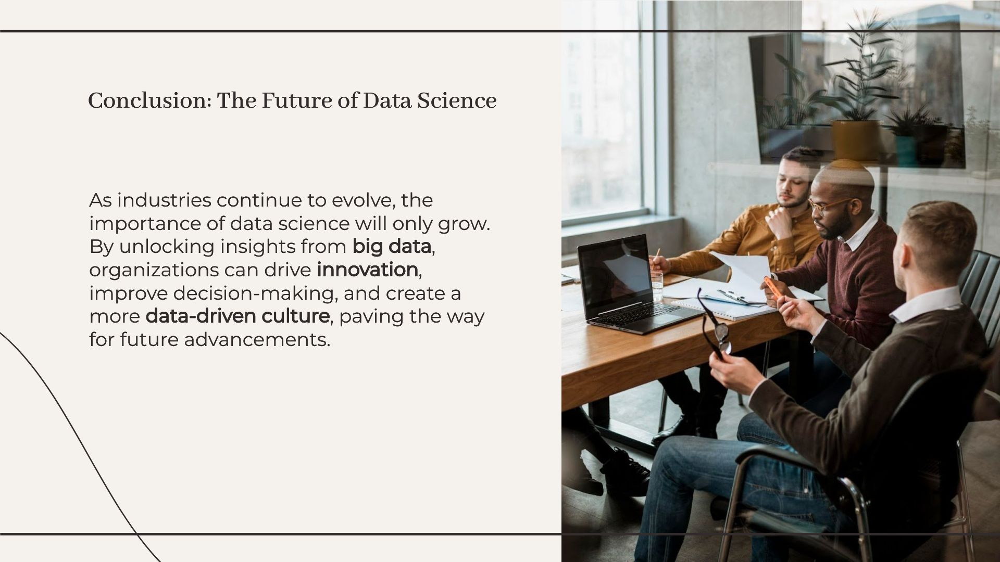 Conclusion: The Future of Data Science
As industries continue to evolve, the
importance of data science will only grow.
By unlocking insights from big data,
organizations can drive innovation,
improve decision-making, and create a
more data-driven culture, paving the way
for future advancements.